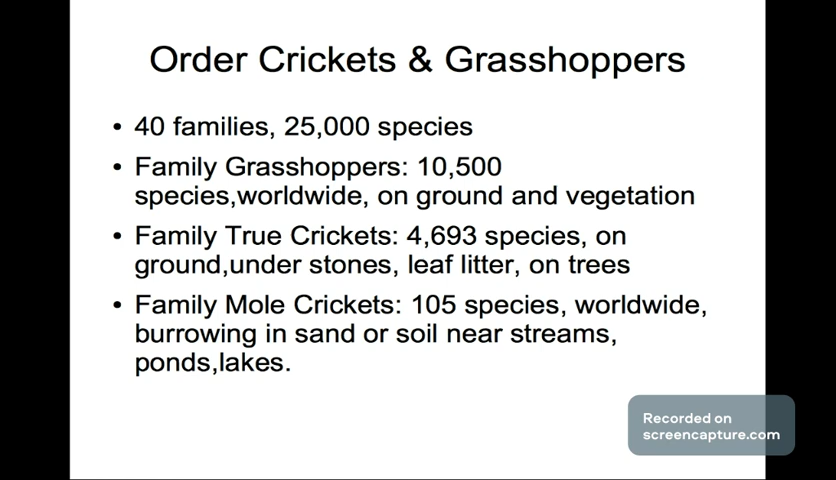 Order Crickets & Grasshoppers
• 40 families, 25,000 species
• Family Grasshoppers: 10,500
species,worldwide, on ground and vegetation
• Family True Crickets: 4,693 species, on
ground,under stones, leaf litter, on trees
• Family Mole Crickets: 105 species, worldwide,
burrowing in sand or soil near streams,
ponds,lakes.
Recorded on
screencapture.com